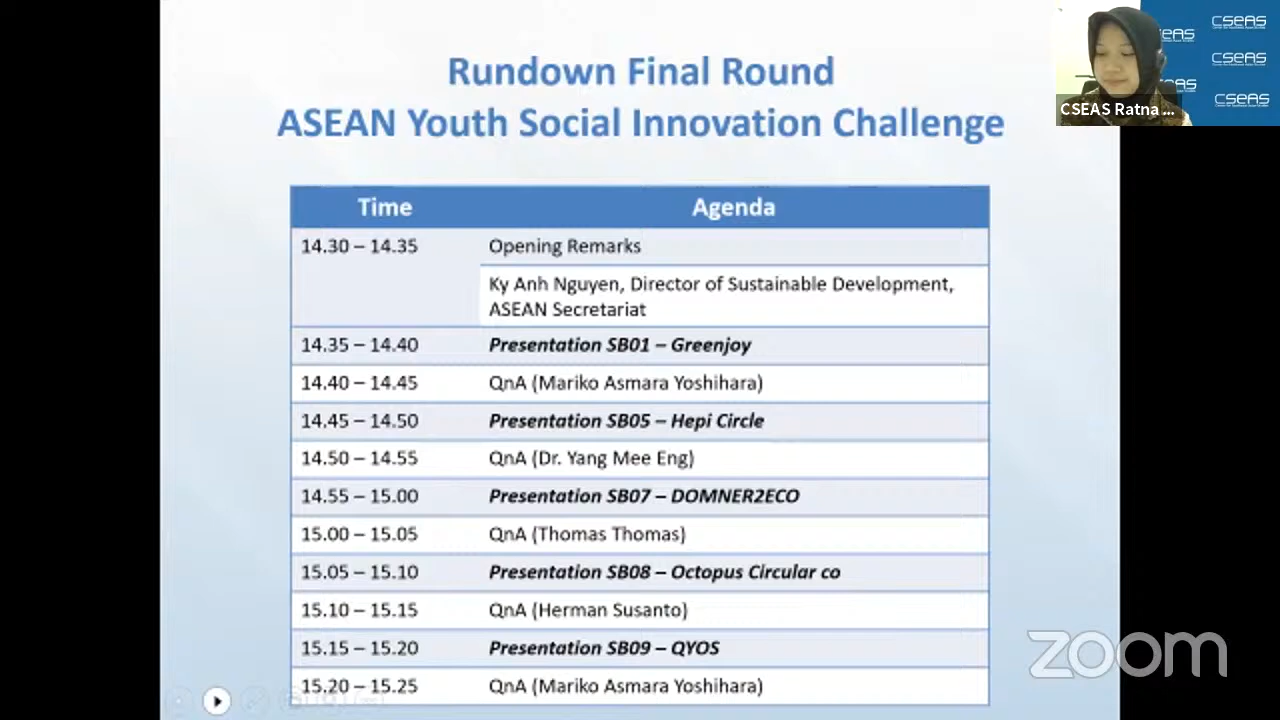 Rundown Final Round
ASEAN Youth Social Innovation Challenge
Time Agenda
14.30 – 14.35 Opening Remarks
Ky Anh Nguyen, Director of Sustainable Development,
ASEAN Secretariat
14.35 – 14.40 Presentation SB01 – Greenjoy
14.40 – 14.45 QnA (Mariko Asmara Yoshihara)
14.45 – 14.50 Presentation SB05 – Hepi Circle
14.50 – 14.55 QnA (Dr. Yang Mee Eng)
14.55 – 15.00 Presentation SB07 – DOMNER2ECO
15.00 – 15.05 QnA (Thomas Thomas)
15.05 – 15.10 Presentation SB08 – Octopus Circular co
15.10 – 15.15 QnA (Herman Susanto)
15.15 – 15.20 Presentation SB09 – QYOS
15.20 – 15.25 QnA (Mariko Asmara Yoshihara)
CSEAS
CSEAS
CSEAS
CSEAS Ratna ...
zoom